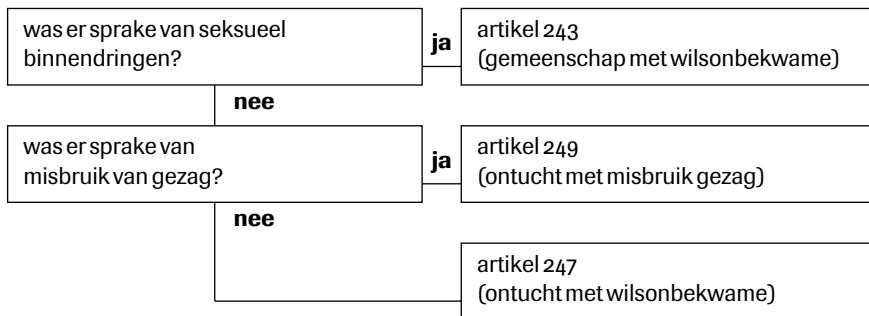 was er sprake van seksueel
binnendringen?
ja
artikel 243
(gemeenschap met wilsonbekwame)
nee
was er sprake van
misbruik van gezag?
ja
artikel 249
(ontucht met misbruik gezag)
nee
artikel 247
(ontucht met wilsonbekwame)